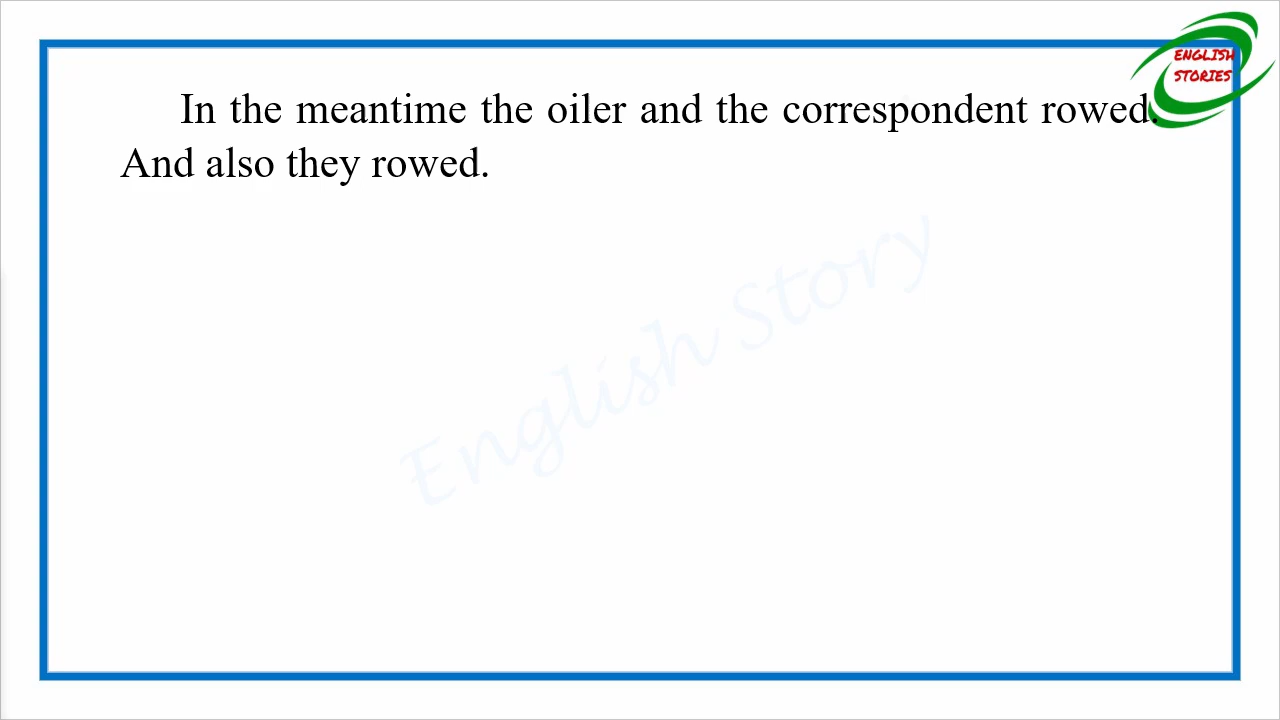 ENGLISH
STORIES
In the meantime the oiler and the correspondent rowed.
And also they rowed.
English Story